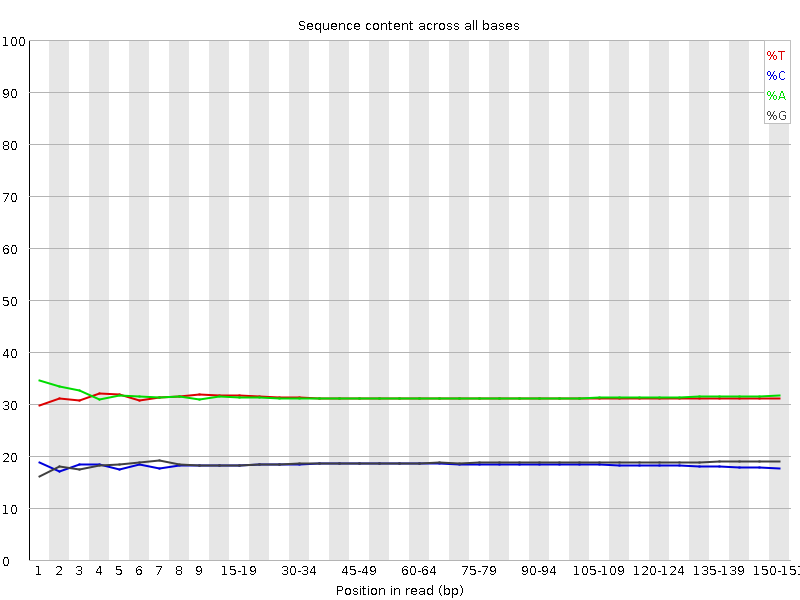 Sequence content across all bases
100
90
80
70
60
50
40
30
20
10
0
%T
%C
%A
%G
1 2 3 4 5 6 7 8 9 15-19 30-34 45-49 60-64 75-79 90-94 105-109 120-124 135-139 150-151
Position in read (bp)